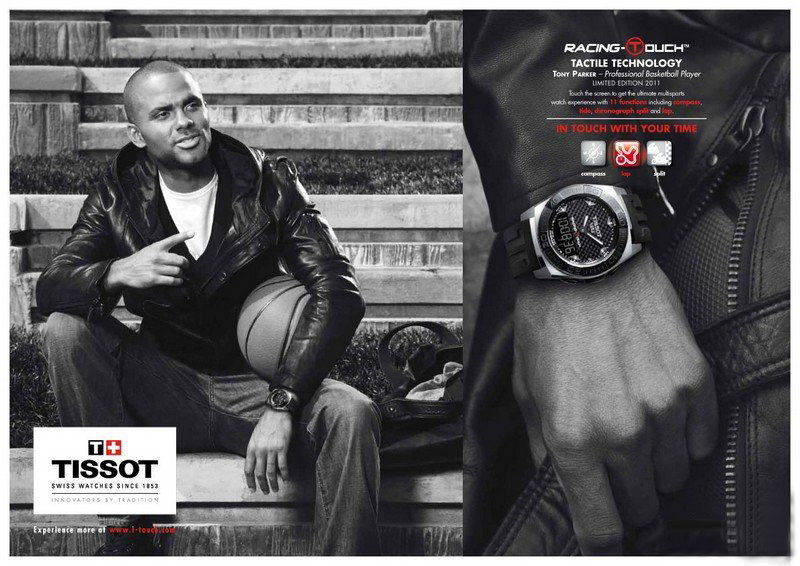 RACING-TOUCH™
TACTILE TECHNOLOGY
TONY PARKER – Professional Basketball Player
LIMITED EDITION 2011
Touch the screen to get the ultimate multisports
watch experience with 11 functions including compass,
tide, chronograph split and lap.
IN TOUCH WITH YOUR TIME
compass lap split
T+
TISSOT
SWISS WATCHES SINCE 1853
INNOVATORS BY TRADITION
Experience more at www.t-touch.com